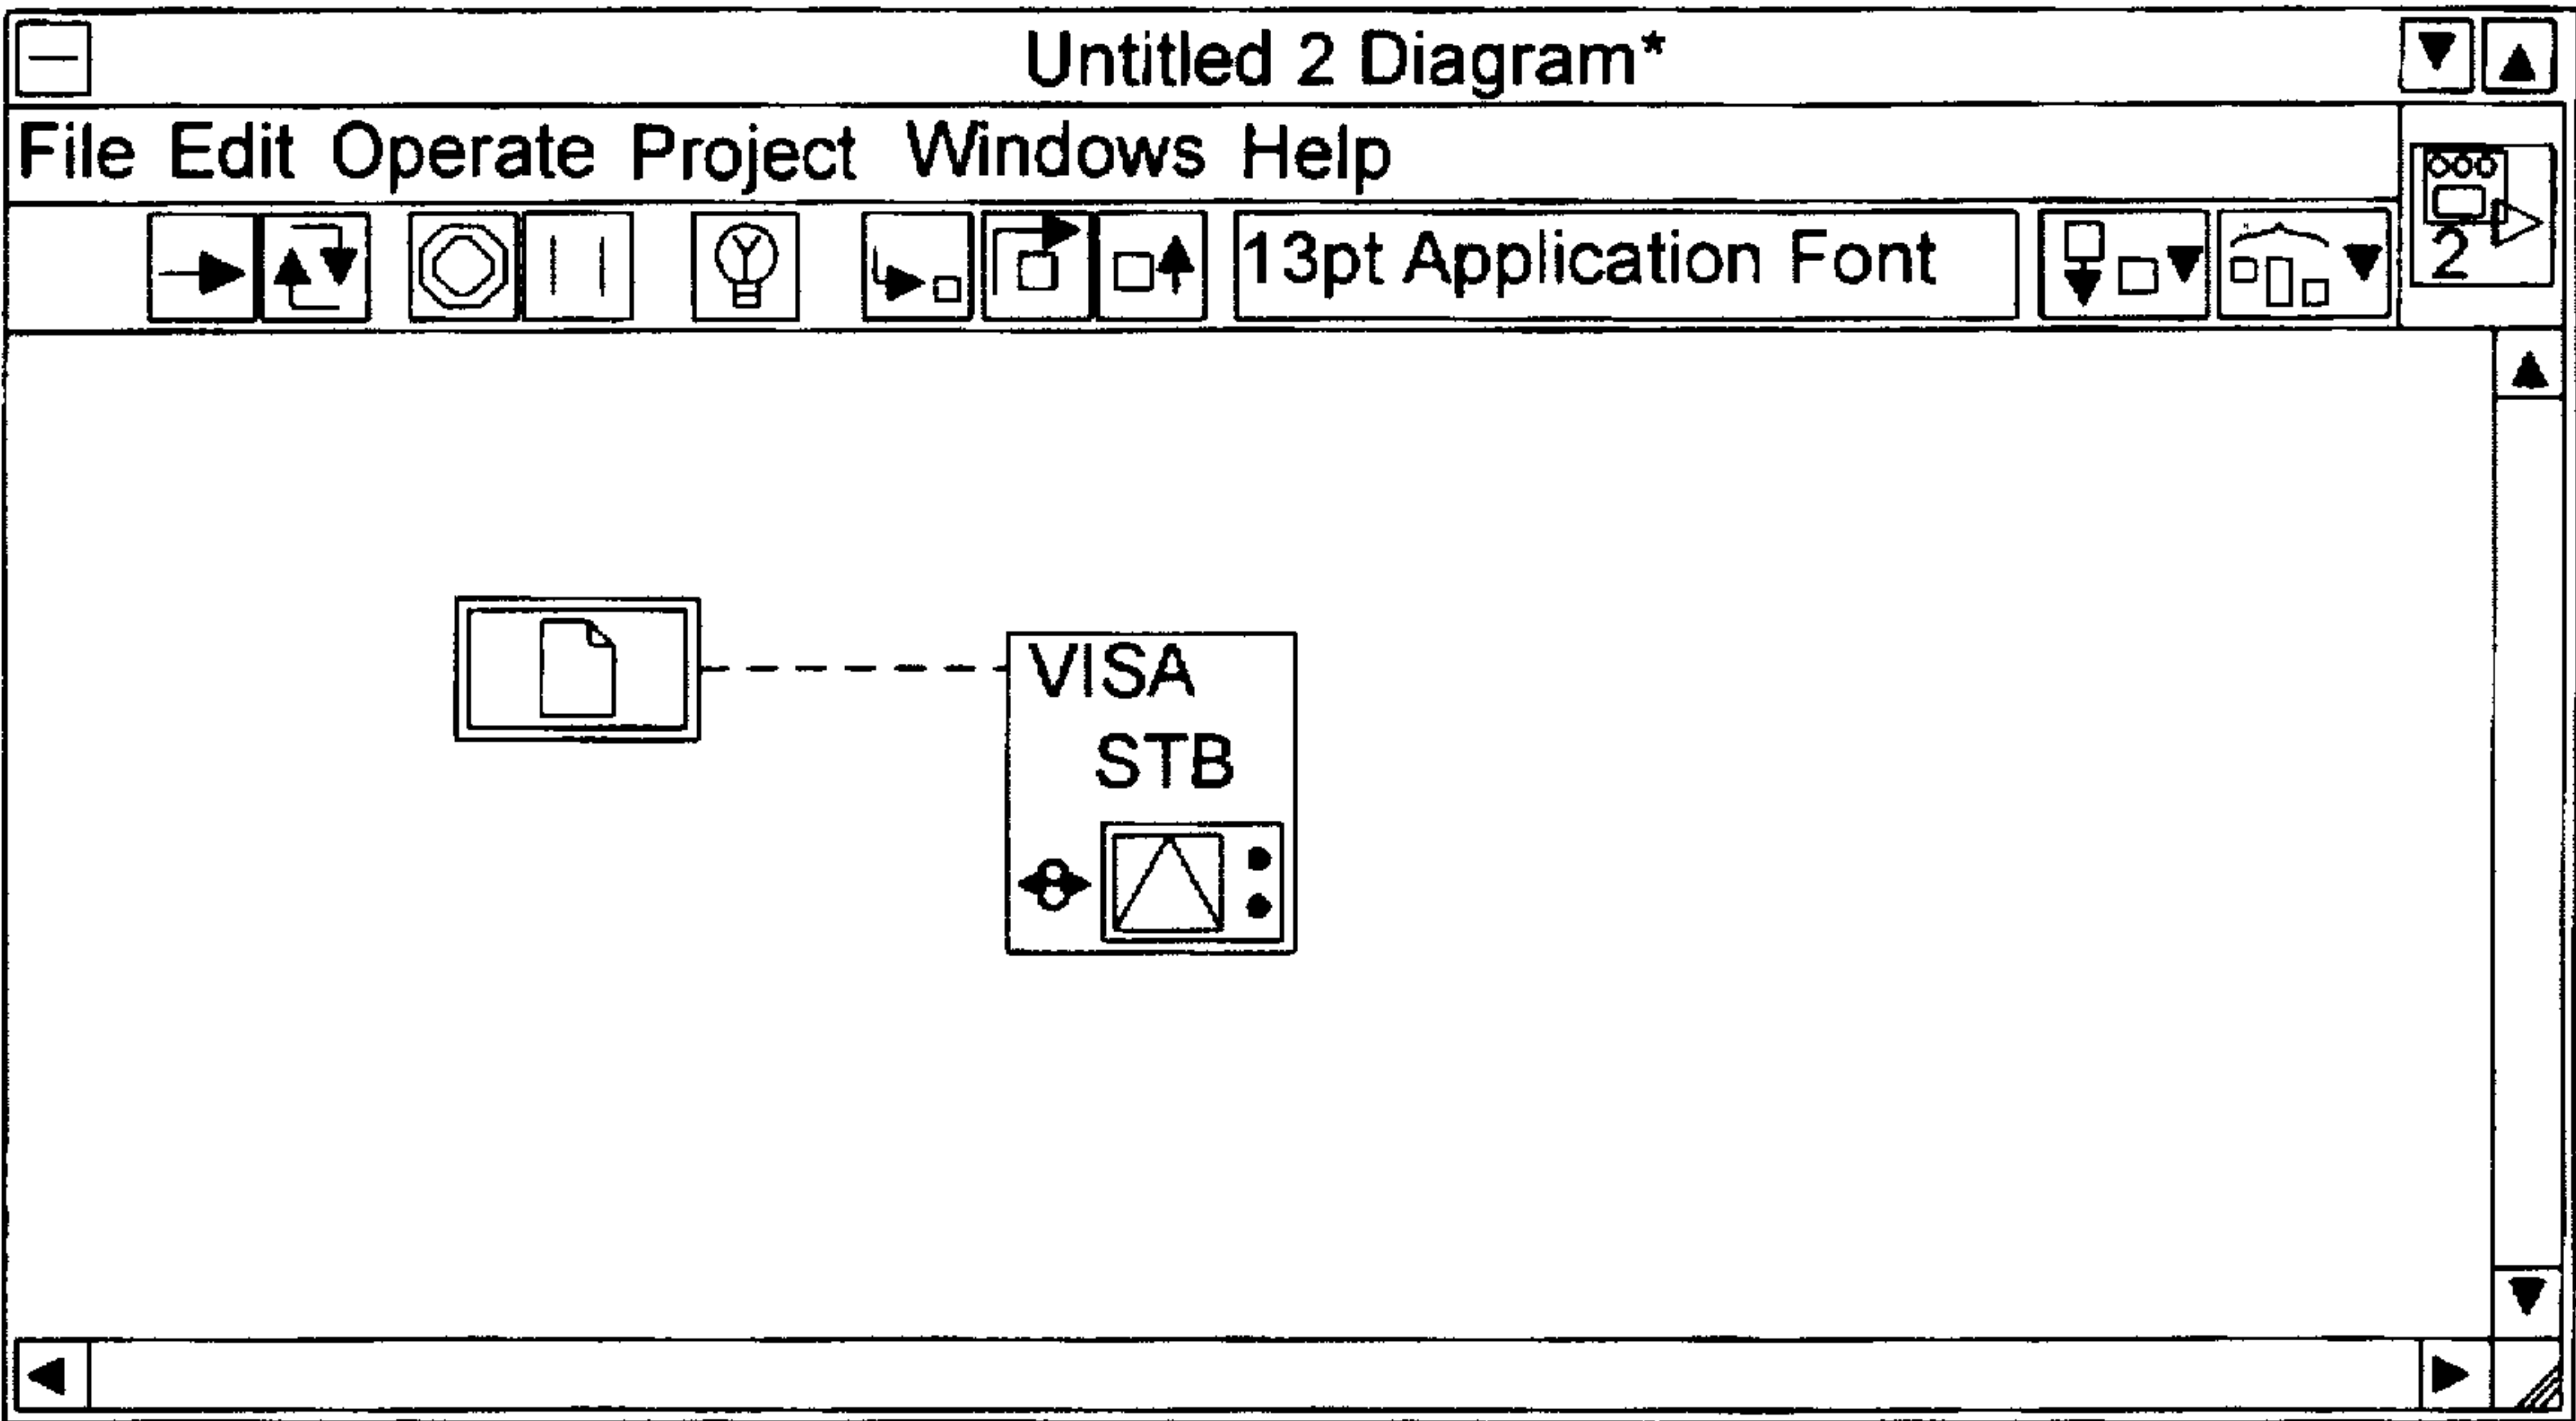 Untitled 2 Diagram*
File Edit Operate Project Windows Help
13pt Application Font
2
VISA
STB